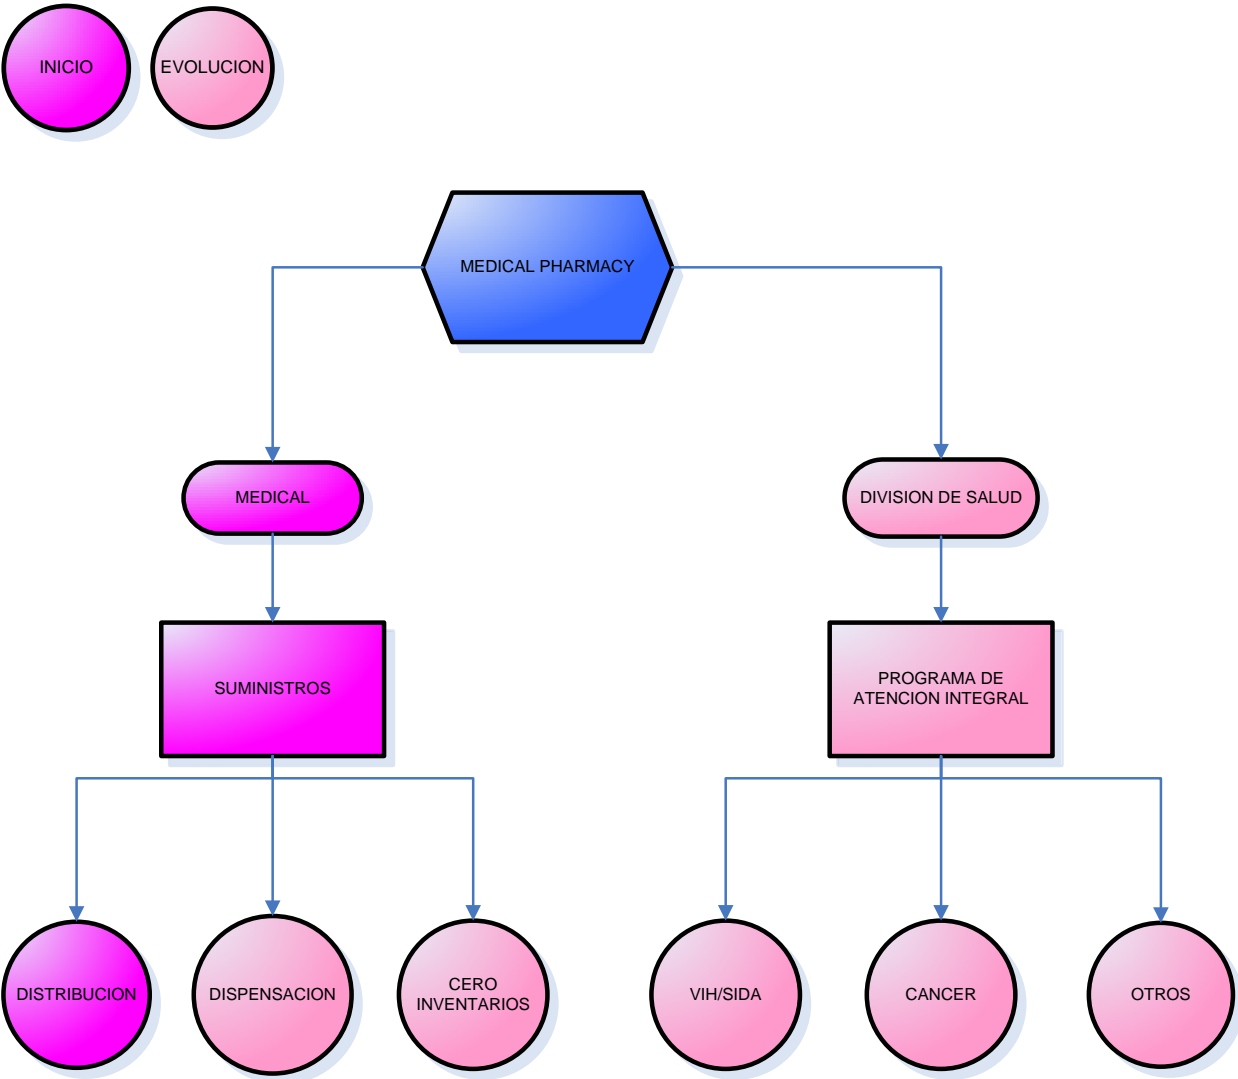 INICIO
EVOLUCION
MEDICAL PHARMACY
MEDICAL
DIVISION DE SALUD
SUMINISTROS
PROGRAMA DE
ATENCION INTEGRAL
DISTRIBUCION
DISPENSACION
CERO
INVENTARIOS
VIH/SIDA
CANCER
OTROS